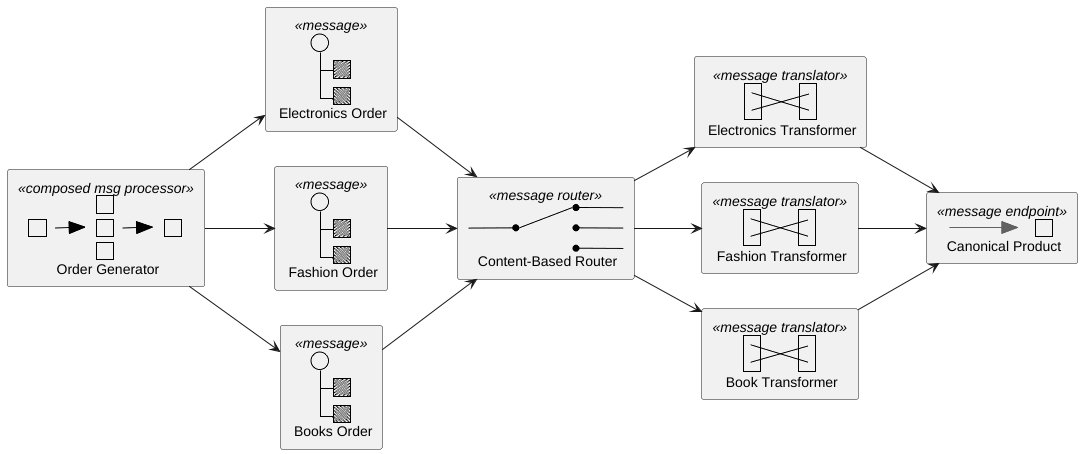 «composed msg processor»
Order Generator
«message»
Electronics Order
«message»
Fashion Order
«message»
Books Order
«message router»
Content-Based Router
«message translator»
Electronics Transformer
«message translator»
Fashion Transformer
«message translator»
Book Transformer
«message endpoint»
Canonical Product